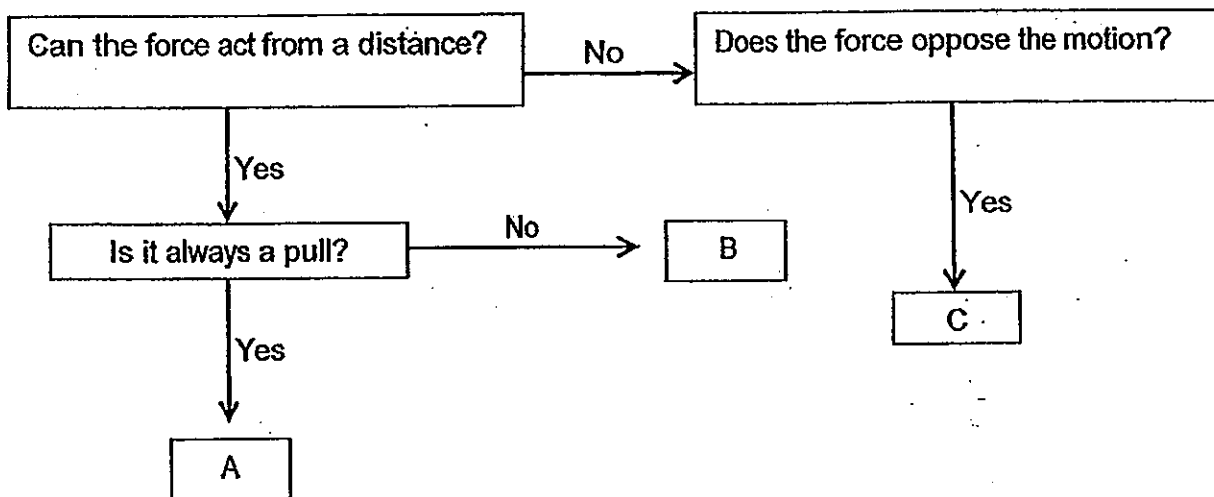 Can the force act from a distance?
No
Does the force oppose the motion?
Yes
Yes
Is it always a pull?
No
B
C
Yes
A